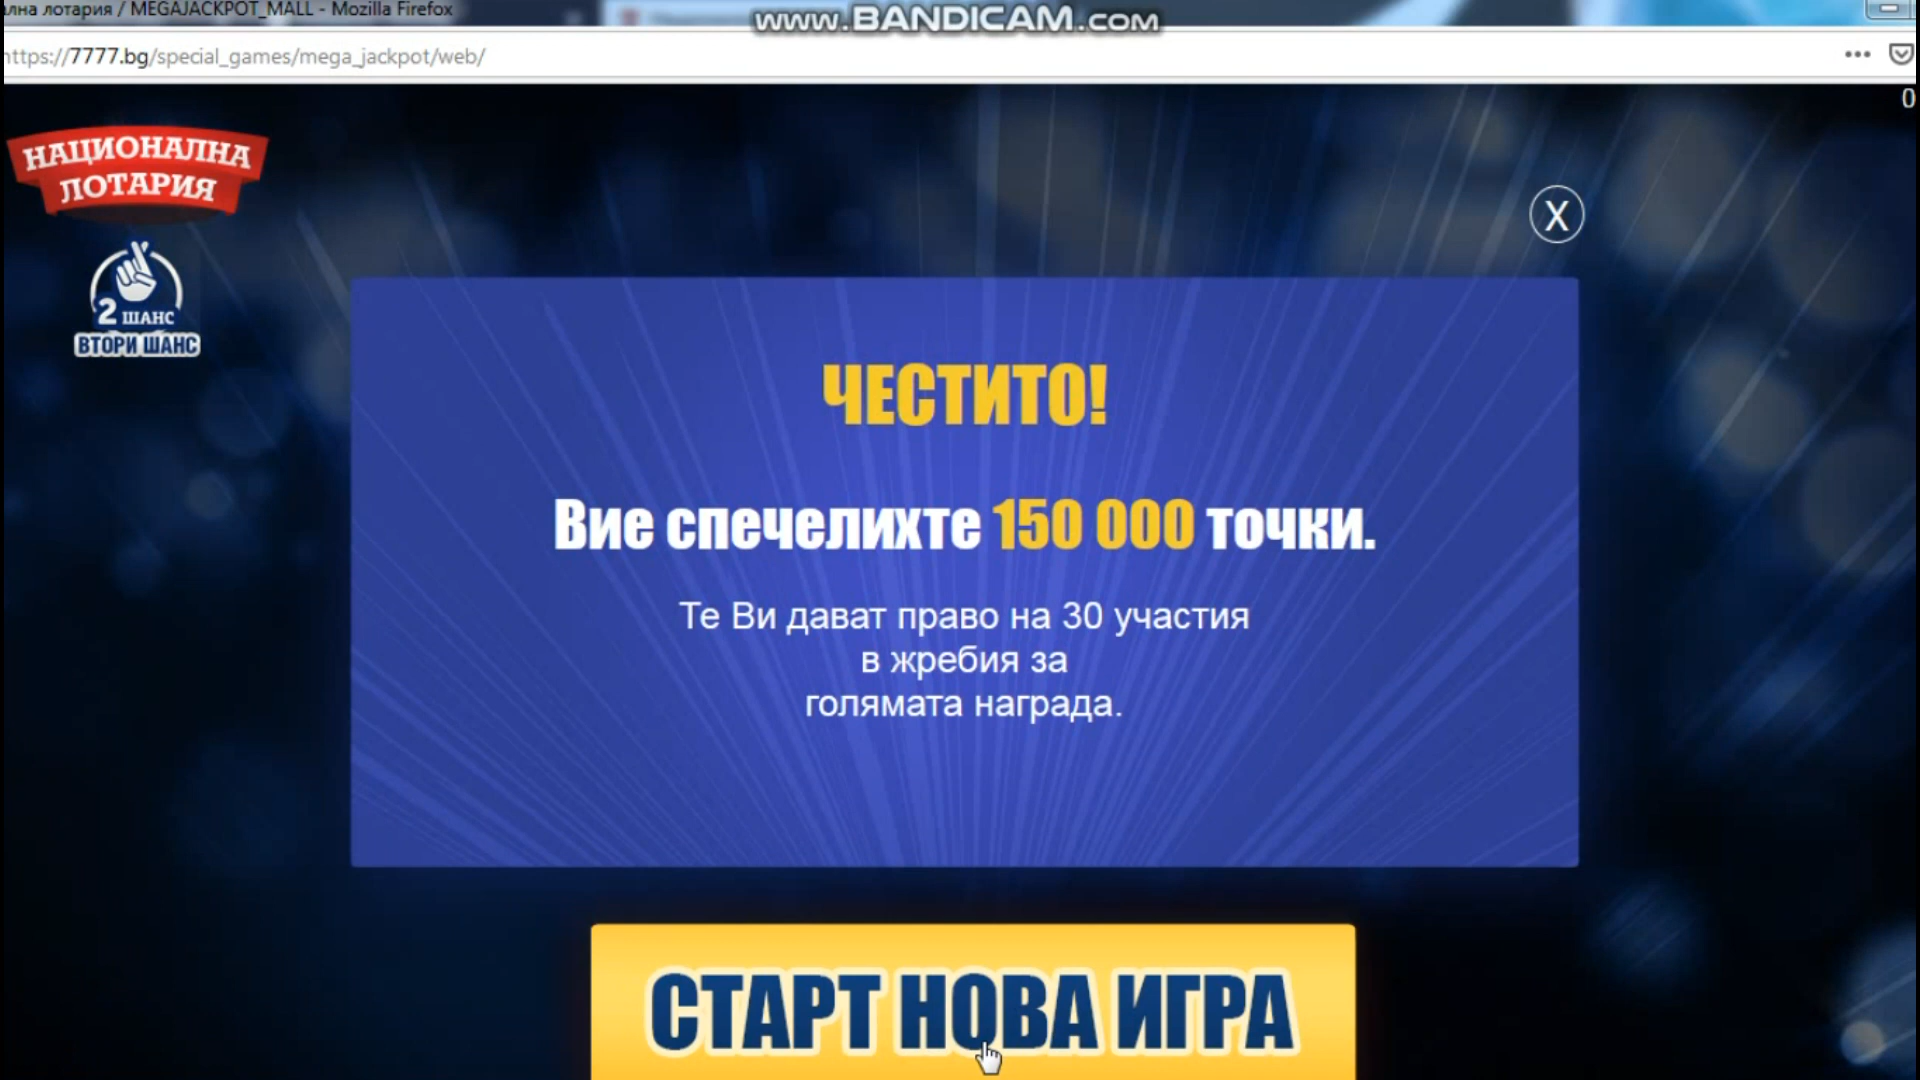 лна лотария / MEGAJACKPOT_MALL - Mozilla Firefox
www.BANDICAM.com
https://7777.bg/special_games/mega_jackpot/web/
0
НАЦИОНАЛНА
ЛОТАРИЯ
X
2 ШАНС
ВТОРИ ШАНС
ЧЕСТИТО!
Вие спечелихте 150 000 точки.
Те Ви дават право на 30 участия
в жребия за
голямата награда.
СТАРТ НОВА ИГРА